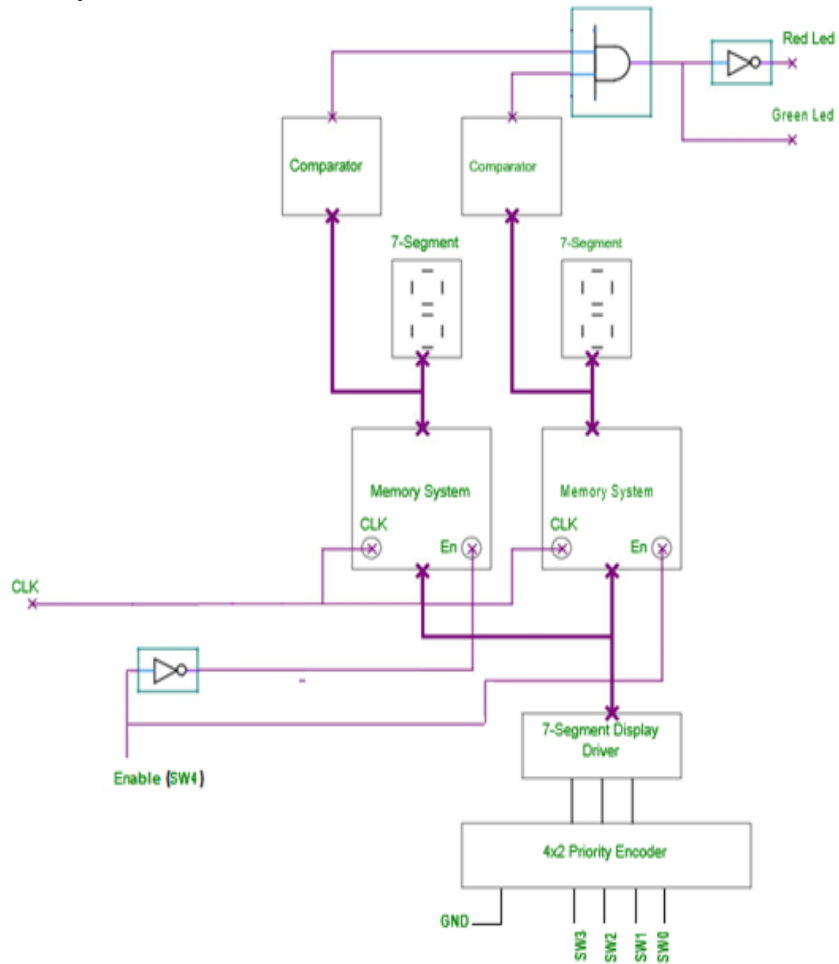 Red Led
Green Led
Comparator
Comparator
7-Segment
7-Segment
Memory System
Memory System
CLK
CLK
En
En
CLK
7-Segment Display
Driver
Enable (SW4)
4x2 Priority Encoder
GND
SW3
SW2
SW1
SW0